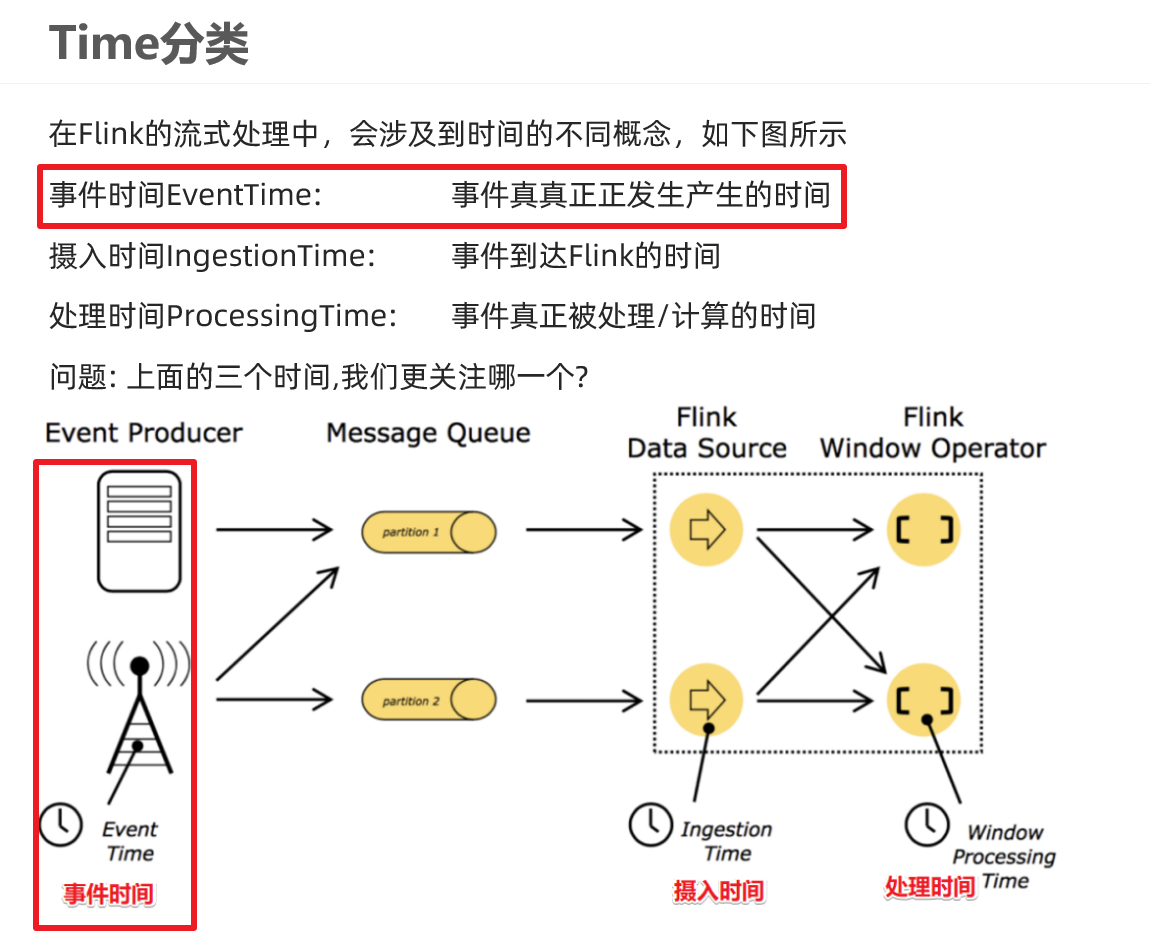 Time分类
在Flink的流式处理中，会涉及到时间的不同概念，如下图所示
事件时间EventTime: 事件真真正正发生产生的时间
摄入时间IngestionTime: 事件到达Flink的时间
处理时间ProcessingTime: 事件真正被处理/计算的时间
问题: 上面的三个时间,我们更关注哪一个?
Event Producer
Message Queue
Flink
Data Source
Flink
Window Operator
partition 1
partition 2
Event
Time
事件时间
Ingestion
Time
摄入时间
Window
Processing
Time
处理时间